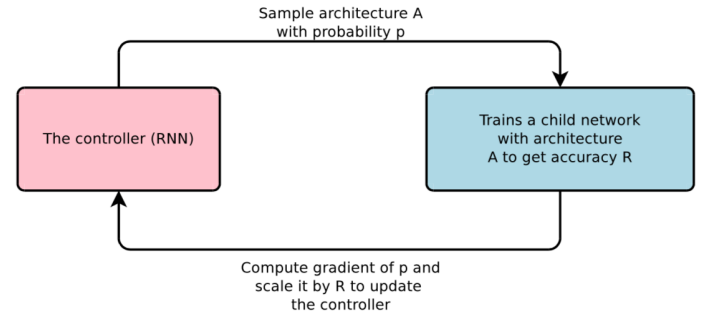 Sample architecture A
with probability p
The controller (RNN)
Trains a child network
with architecture
A to get accuracy R
Compute gradient of p and
scale it by R to update
the controller